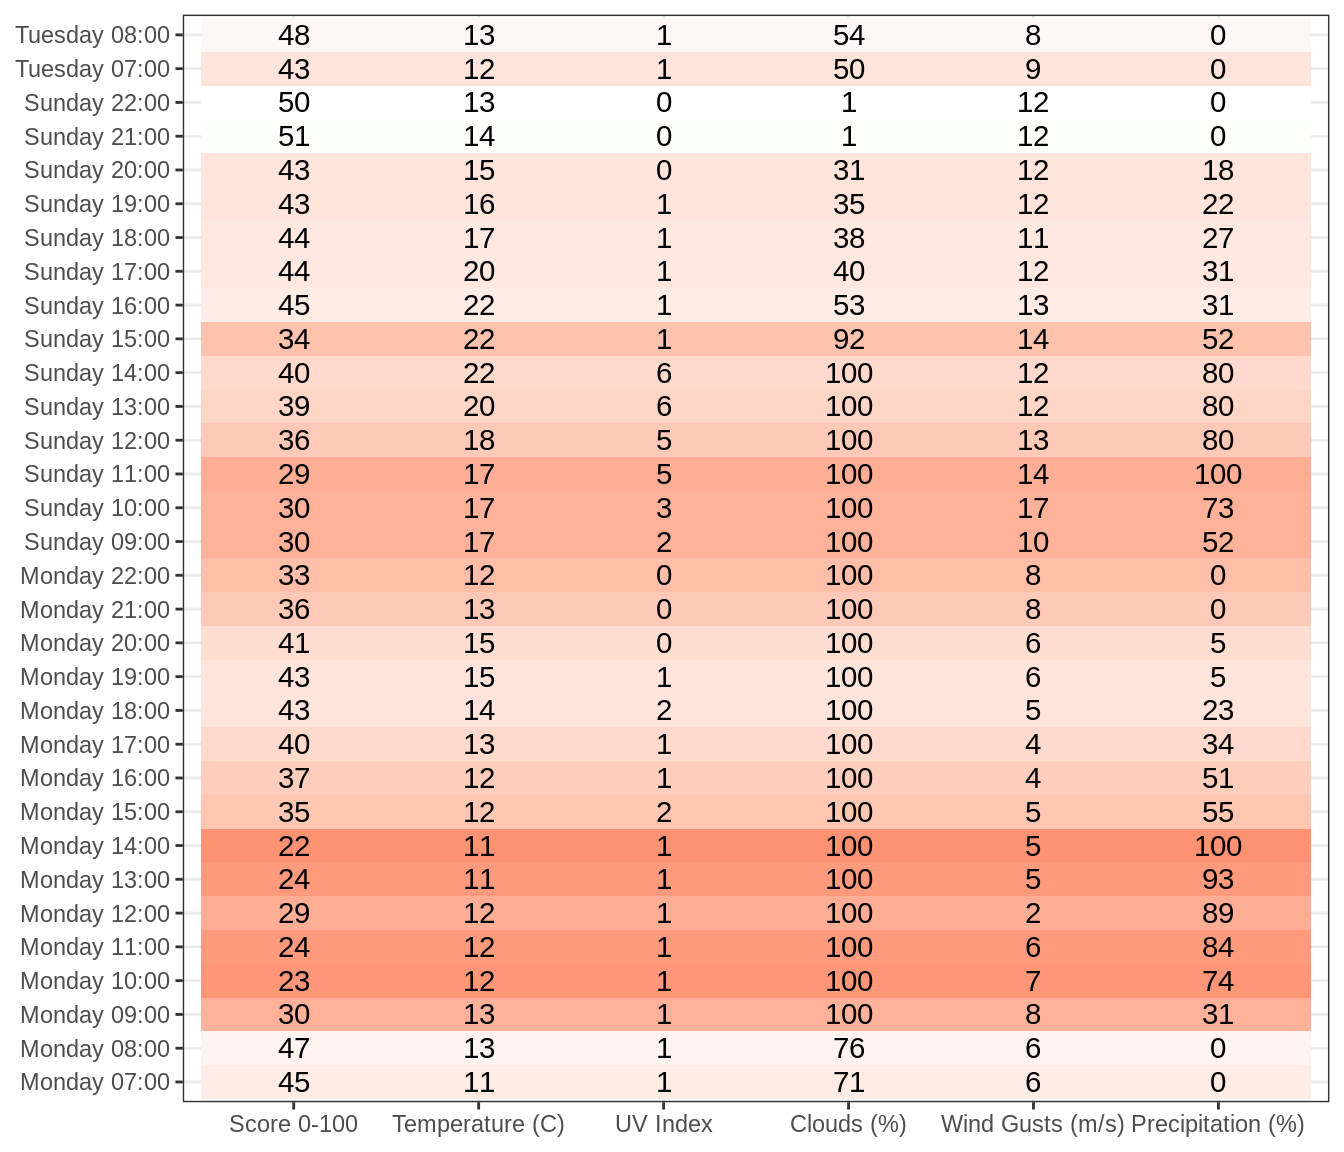 Tuesday 08:00 48 13 1 54 8 0
Tuesday 07:00 43 12 1 50 9 0
Sunday 22:00 50 13 0 1 12 0
Sunday 21:00 51 14 0 1 12 0
Sunday 20:00 43 15 0 31 12 18
Sunday 19:00 43 16 1 35 12 22
Sunday 18:00 44 17 1 38 11 27
Sunday 17:00 44 20 1 40 12 31
Sunday 16:00 45 22 1 53 13 31
Sunday 15:00 34 22 1 92 14 52
Sunday 14:00 40 22 6 100 12 80
Sunday 13:00 39 20 6 100 12 80
Sunday 12:00 36 18 5 100 13 80
Sunday 11:00 29 17 5 100 14 100
Sunday 10:00 30 17 3 100 17 73
Sunday 09:00 30 17 2 100 10 52
Monday 22:00 33 12 0 100 8 0
Monday 21:00 36 13 0 100 8 0
Monday 20:00 41 15 0 100 6 5
Monday 19:00 43 15 1 100 6 5
Monday 18:00 43 14 2 100 5 23
Monday 17:00 40 13 1 100 4 34
Monday 16:00 37 12 1 100 4 51
Monday 15:00 35 12 2 100 5 55
Monday 14:00 22 11 1 100 5 100
Monday 13:00 24 11 1 100 5 93
Monday 12:00 29 12 1 100 2 89
Monday 11:00 24 12 1 100 6 84
Monday 10:00 23 12 1 100 7 74
Monday 09:00 30 13 1 100 8 31
Monday 08:00 47 13 1 76 6 0
Monday 07:00 45 11 1 71 6 0
Score 0-100 Temperature (C) UV Index Clouds (%) Wind Gusts (m/s) Precipitation (%)